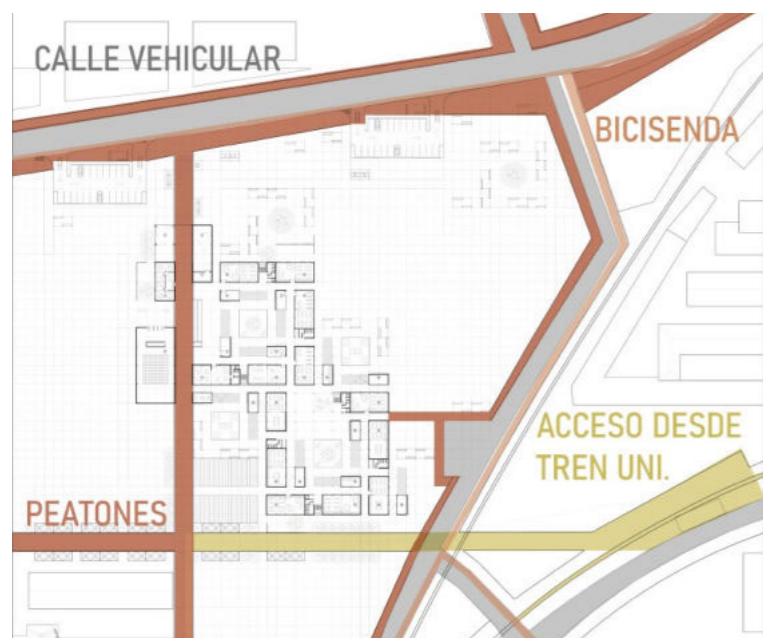 CALLE VEHICULAR
BICISENDA
ACCESO DESDE
TREN UNI.
PEATONES